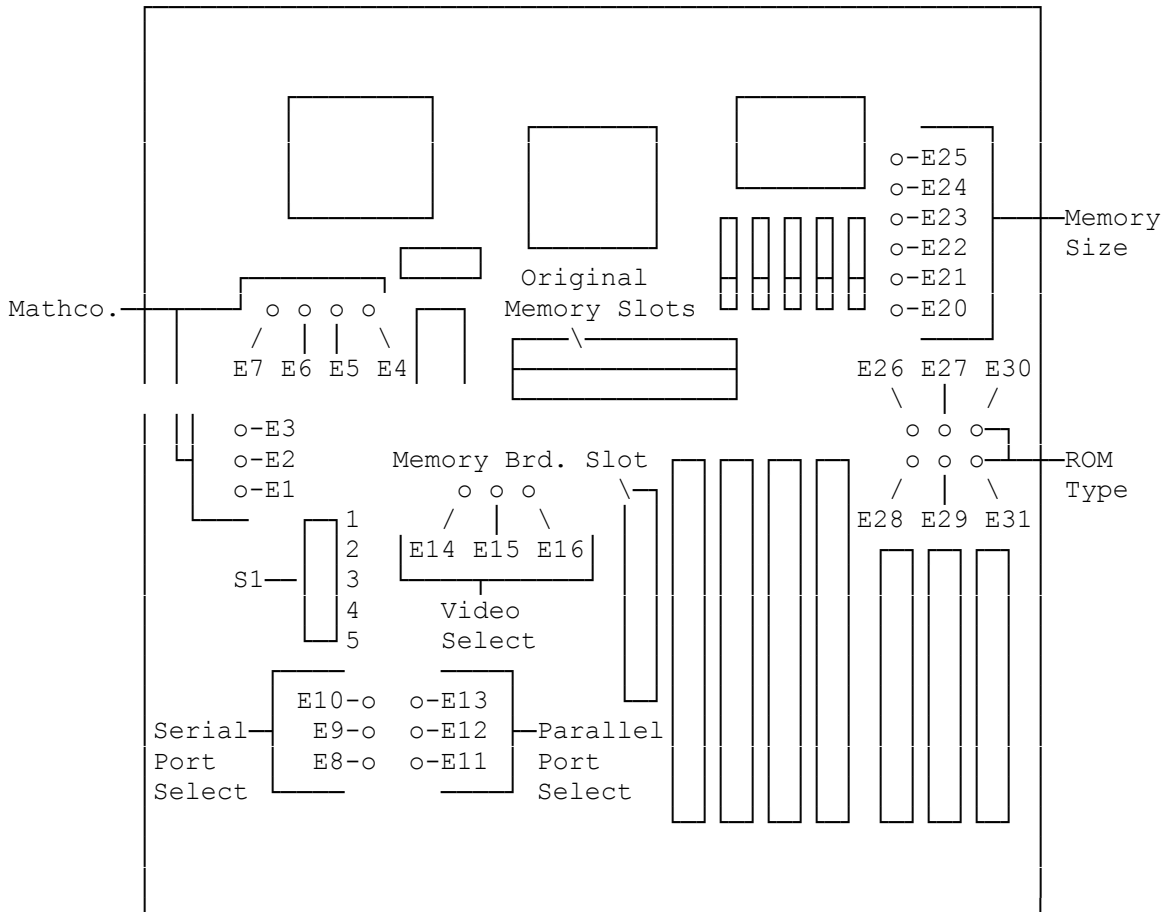 o-E25
o-E24
o-E23 Memory
o-E22 Size
Original o-E21
Mathco. o o o o Memory Slots o-E20
E7 E6 E5 E4 E26 E27 E30
o-E3 o o o
o-E2 Memory Brd. Slot o o o ROM
o-E1 o o o Type
1 E28 E29 E31
2 E14 E15 E16
S1 3
4 Video
5 Select
E10-o o-E13
Serial E9-o o-E12 Parallel
Port E8-o o-E11 Port
Select Select